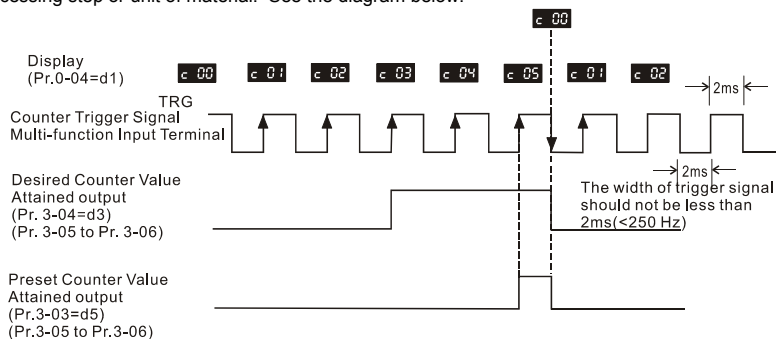 cessing step or unit of material. See the diagram below.
c 00
Display
(Pr.0-04=d1)
c 00 c 01 c 02 c 03 c 04 c 05 c 01 c 02
2ms
TRG
Counter Trigger Signal
Multi-function Input Terminal
2ms
Desired Counter Value
Attained output
(Pr. 3-04=d3)
(Pr. 3-05 to Pr. 3-06)
The width of trigger signal
should not be less than
2ms(<250 Hz)
Preset Counter Value
Attained output
(Pr.3-03=d5)
(Pr.3-05 to Pr.3-06)